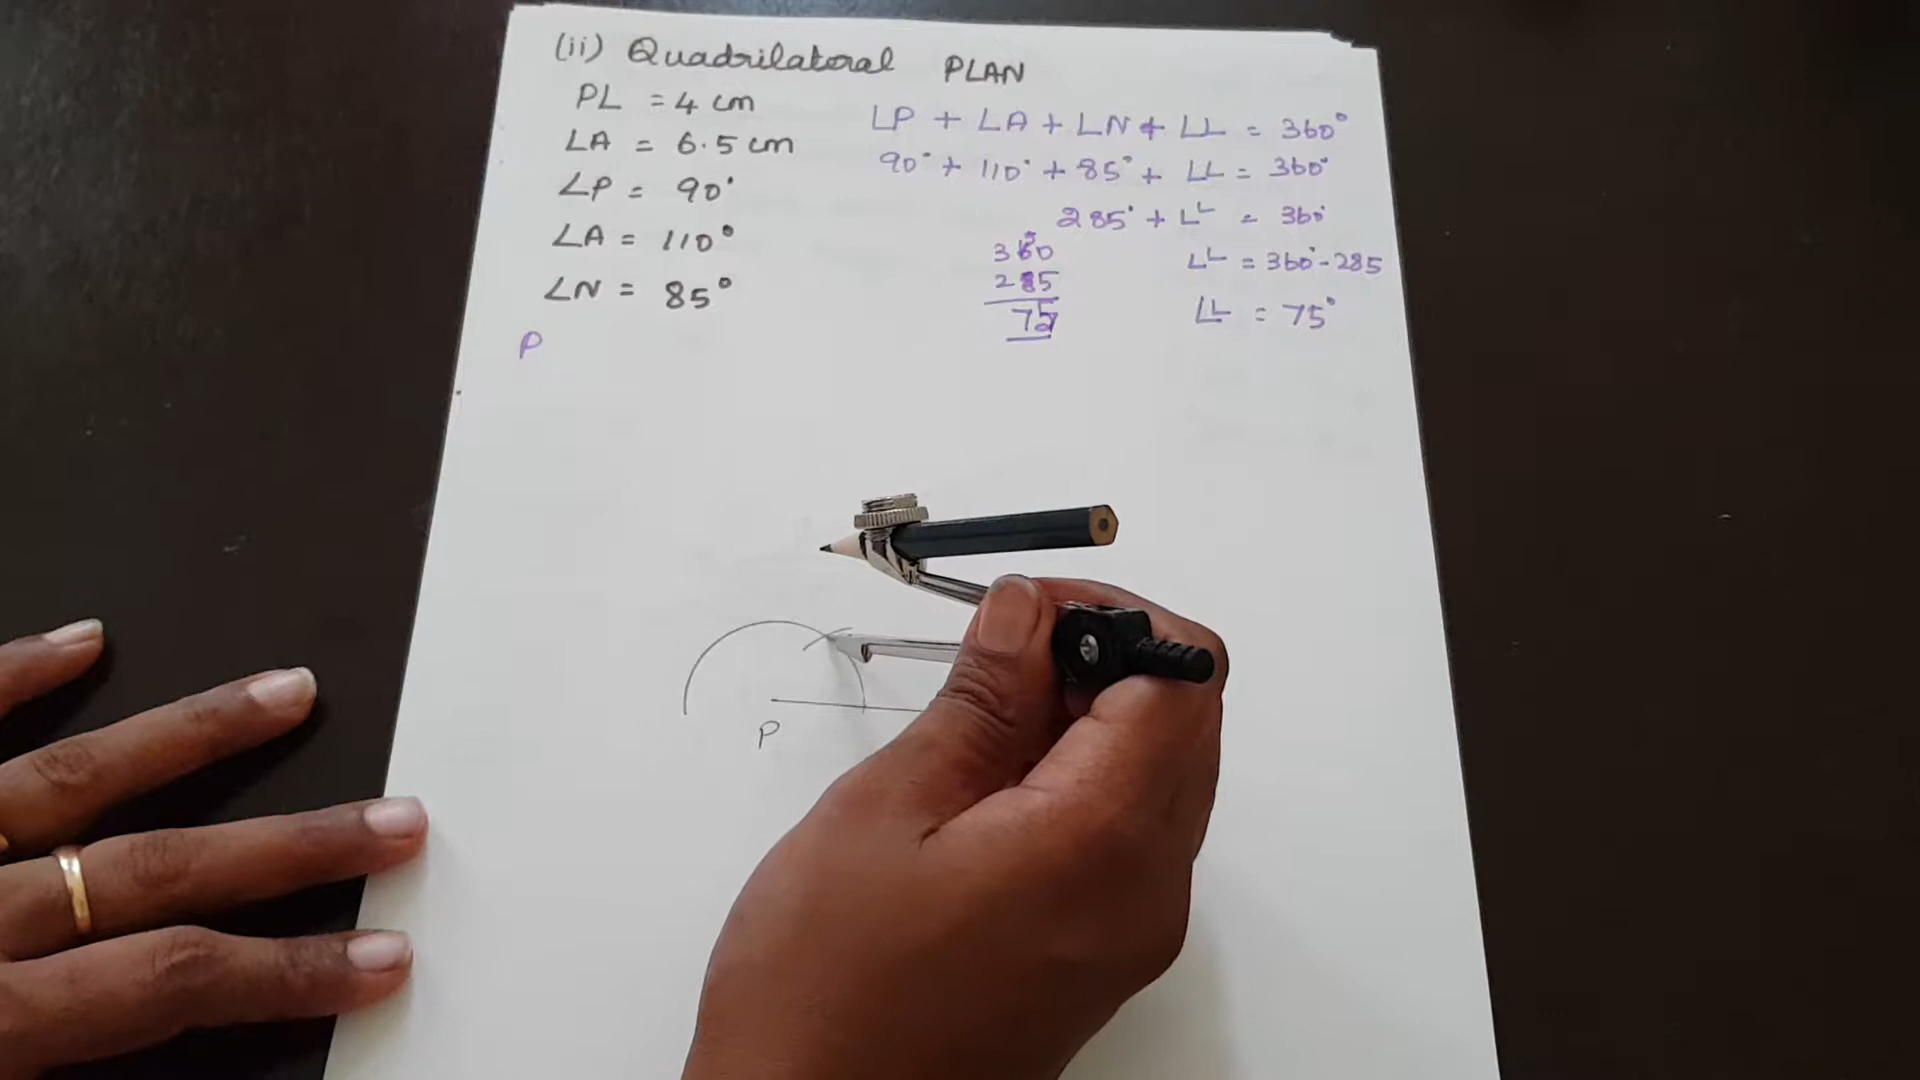 (ii) Quadrilateral PLAN
PL = 4 cm
LA = 6.5 cm
∠P = 90°
∠A = 110°
∠N = 85°
P
∠P + ∠A + ∠N + ∠L = 360°
90° + 110° + 85° + ∠L = 360°
285° + ∠L = 360°
∠L = 360° - 285
∠L = 75°
360
285
75
P